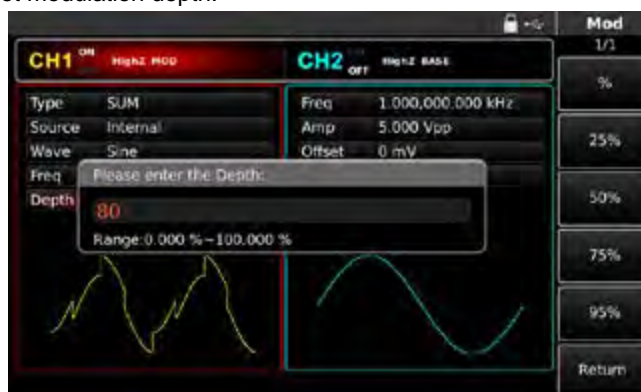 et modulation depth.
Mod
1/1
CH1 ON HighZ MOD
CH2 OFF HighZ BASE
%
25%
50%
75%
95%
Return
Type SUM
Source Internal
Wave Sine
Freq
Depth
Freq 1.000,000,000 kHz
Amp 5.000 Vpp
Offset 0 mV
Please enter the Depth:
80
Range:0.000 %~100.000 %